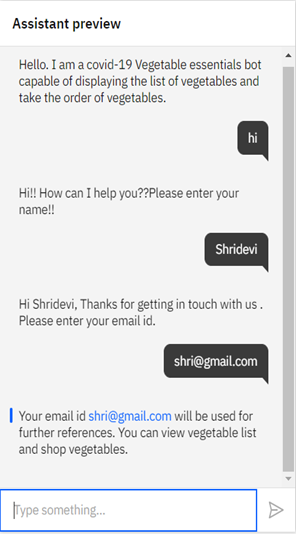 Assistant preview
Hello. I am a covid-19 Vegetable essentials bot
capable of displaying the list of vegetables and
take the order of vegetables.
hi
Hi!! How can I help you??Please enter your
name!!
Shridevi
Hi Shridevi, Thanks for getting in touch with us .
Please enter your email id.
shri@gmail.com
Your email id shri@gmail.com will be used for
further references. You can view vegetable list
and shop vegetables.
Type something...